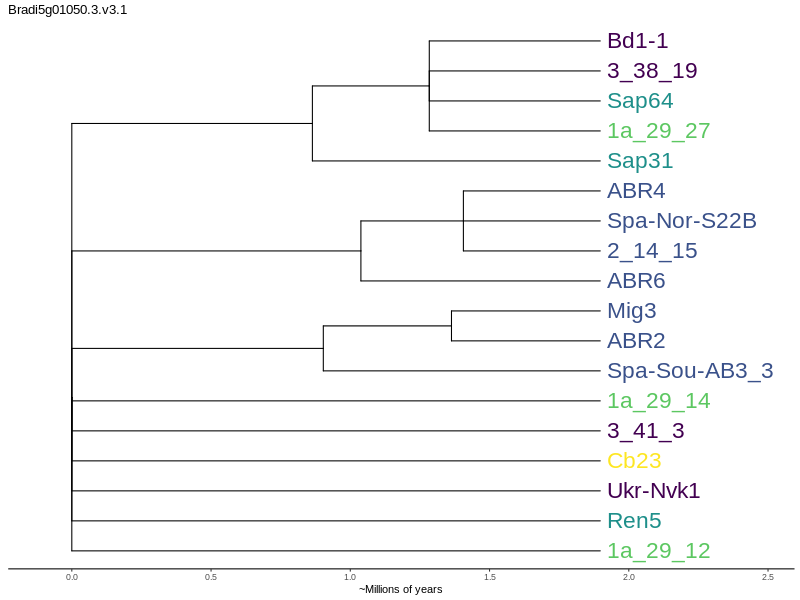 Bradi5g01050.3.v3.1
Bd1-1
3_38_19
Sap64
1a_29_27
Sap31
ABR4
Spa-Nor-S22B
2_14_15
ABR6
Mig3
ABR2
Spa-Sou-AB3_3
1a_29_14
3_41_3
Cb23
Ukr-Nvk1
Ren5
1a_29_12
0.0 0.5 1.0 1.5 2.0 2.5
~Millions of years